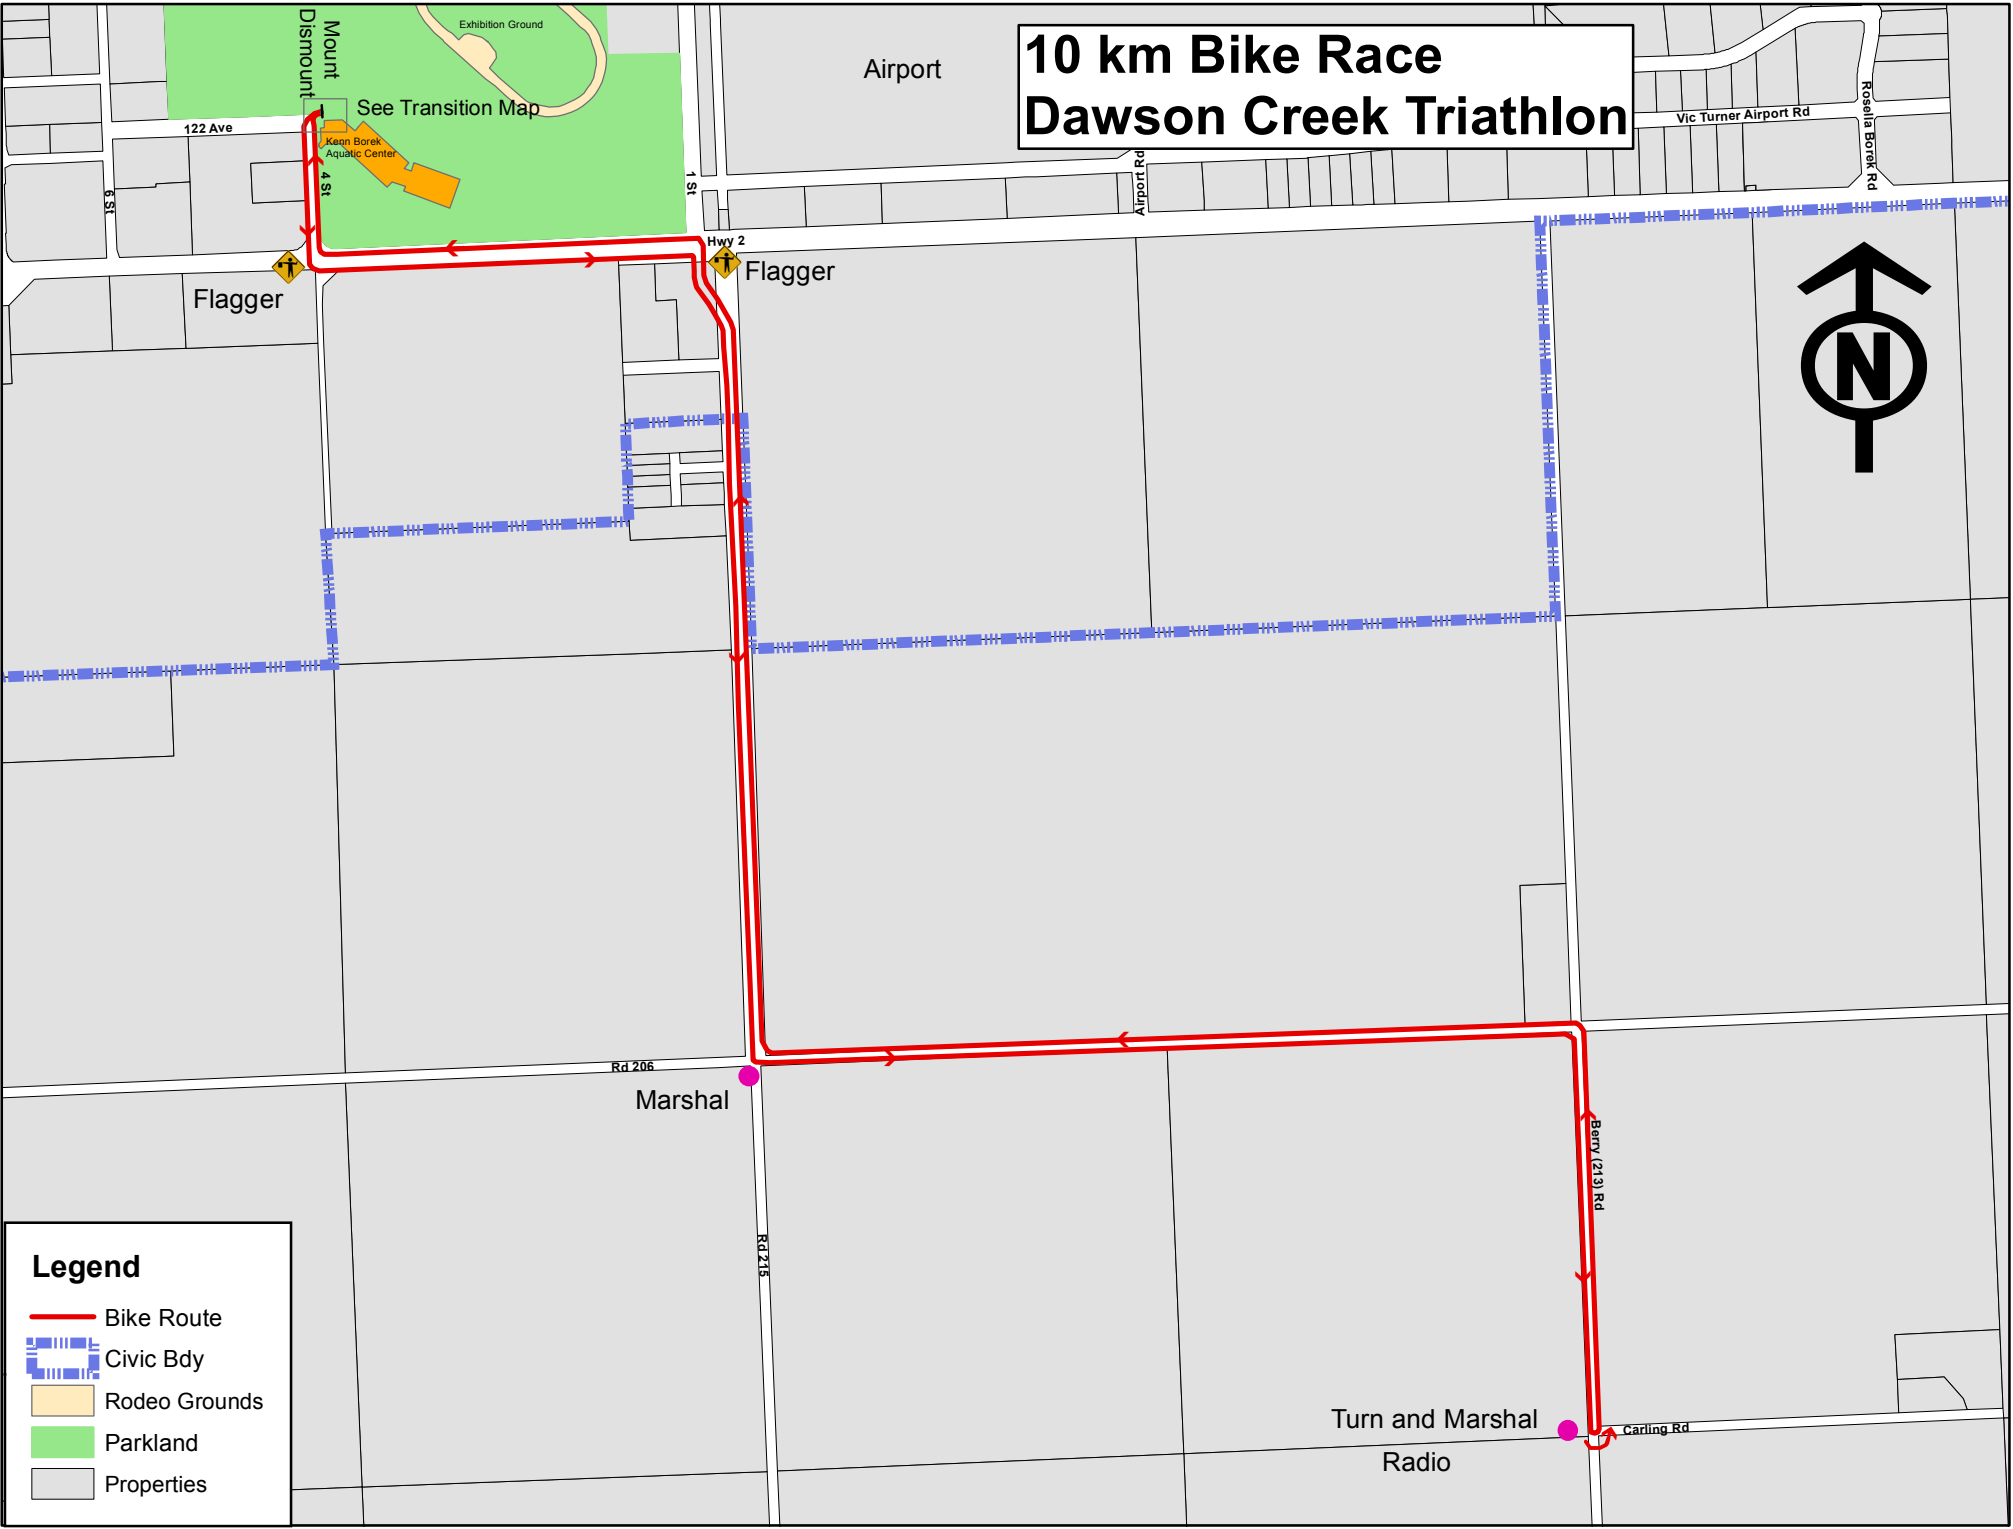 10 km Bike Race
Dawson Creek Triathlon
Exhibition Ground
Airport
Mount
Dismount
See Transition Map
122 Ave
Kenn Borek
Aquatic Center
4 St
6 St
1 St
Airport Rd
Vic Turner Airport Rd
Rosella Borek Rd
Hwy 2
Flagger
Flagger
N
Rd 206
Marshal
Berry (213) Rd
Rd 215
Turn and Marshal
Radio
Carling Rd
Legend
Bike Route
Civic Bdy
Rodeo Grounds
Parkland
Properties